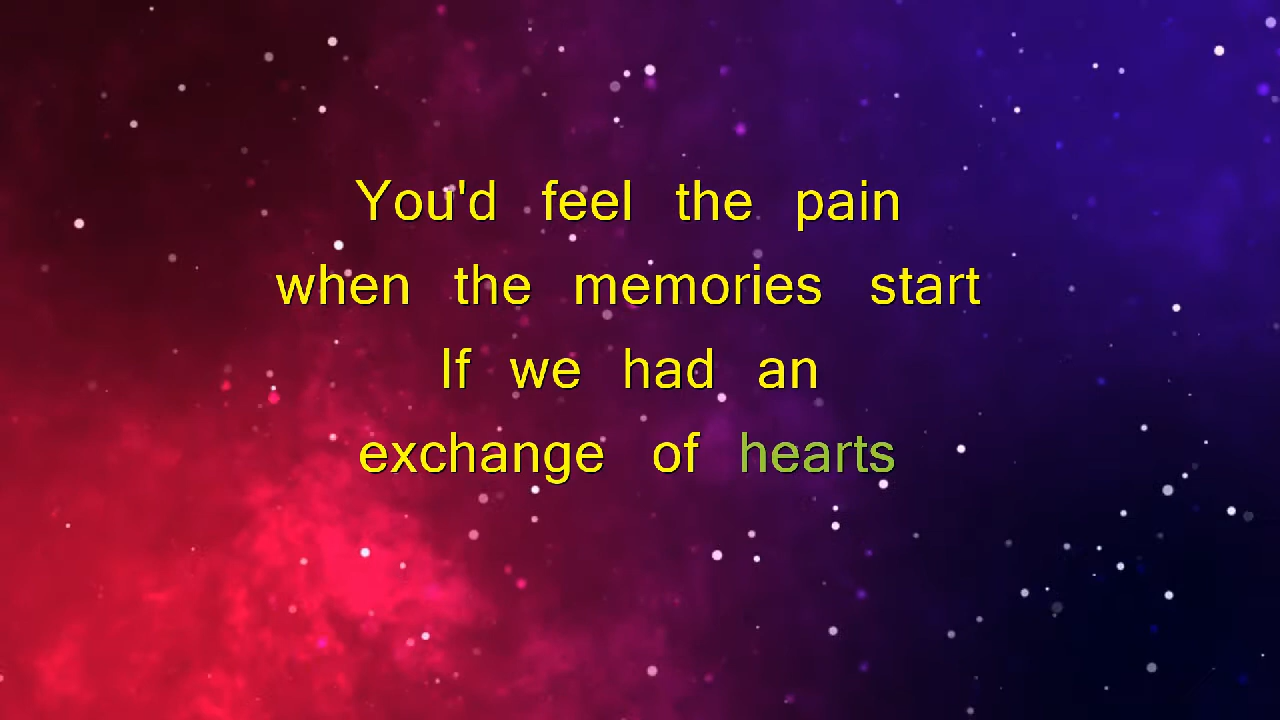 You'd feel the pain
when the memories start
If we had an
exchange of hearts